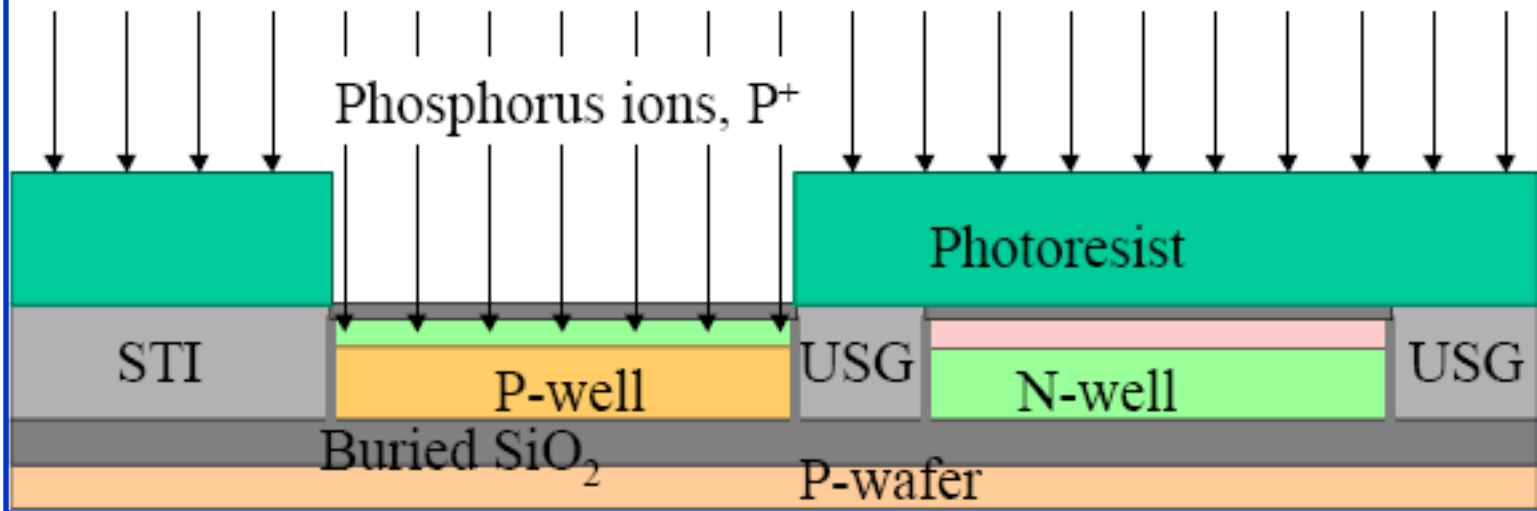 Phosphorus ions, P⁺
Photoresist
STI
P-well
USG
N-well
USG
Buried SiO₂
P-wafer